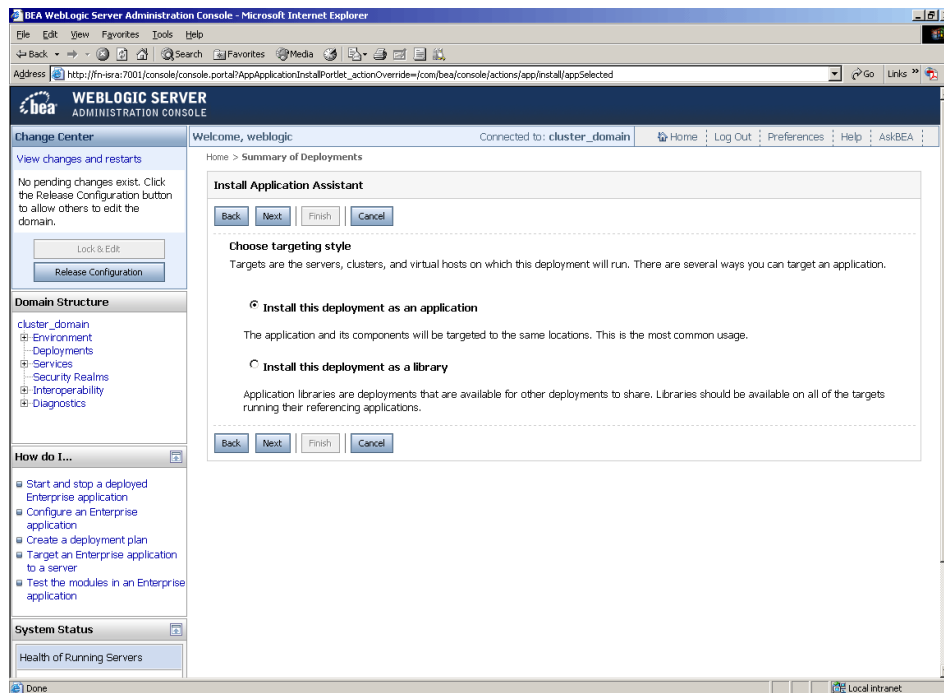 BEA WebLogic Server Administration Console - Microsoft Internet Explorer
File Edit View Favorites Tools Help
Back Search Favorites Media
Address http://fn-isra:7001/console/console.portal?AppApplicationInstallPortlet_actionOverride=/com/bea/console/actions/app/install/appSelected Go Links »
bea WEBLOGIC SERVER
ADMINISTRATION CONSOLE
Change Center
View changes and restarts
No pending changes exist. Click
the Release Configuration button
to allow others to edit the
domain.
Lock & Edit
Release Configuration
Domain Structure
cluster_domain
Environment
Deployments
Services
Security Realms
Interoperability
Diagnostics
How do I...
Start and stop a deployed
Enterprise application
Configure an Enterprise
application
Create a deployment plan
Target an Enterprise application
to a server
Test the modules in an Enterprise
application
System Status
Health of Running Servers
Welcome, weblogic Connected to: cluster_domain Home Log Out Preferences Help AskBEA
Home > Summary of Deployments
Install Application Assistant
Back Next Finish Cancel
Choose targeting style
Targets are the servers, clusters, and virtual hosts on which this deployment will run. There are several ways you can target an application.
Install this deployment as an application
The application and its components will be targeted to the same locations. This is the most common usage.
Install this deployment as a library
Application libraries are deployments that are available for other deployments to share. Libraries should be available on all of the targets
running their referencing applications.
Back Next Finish Cancel
Done Local intranet